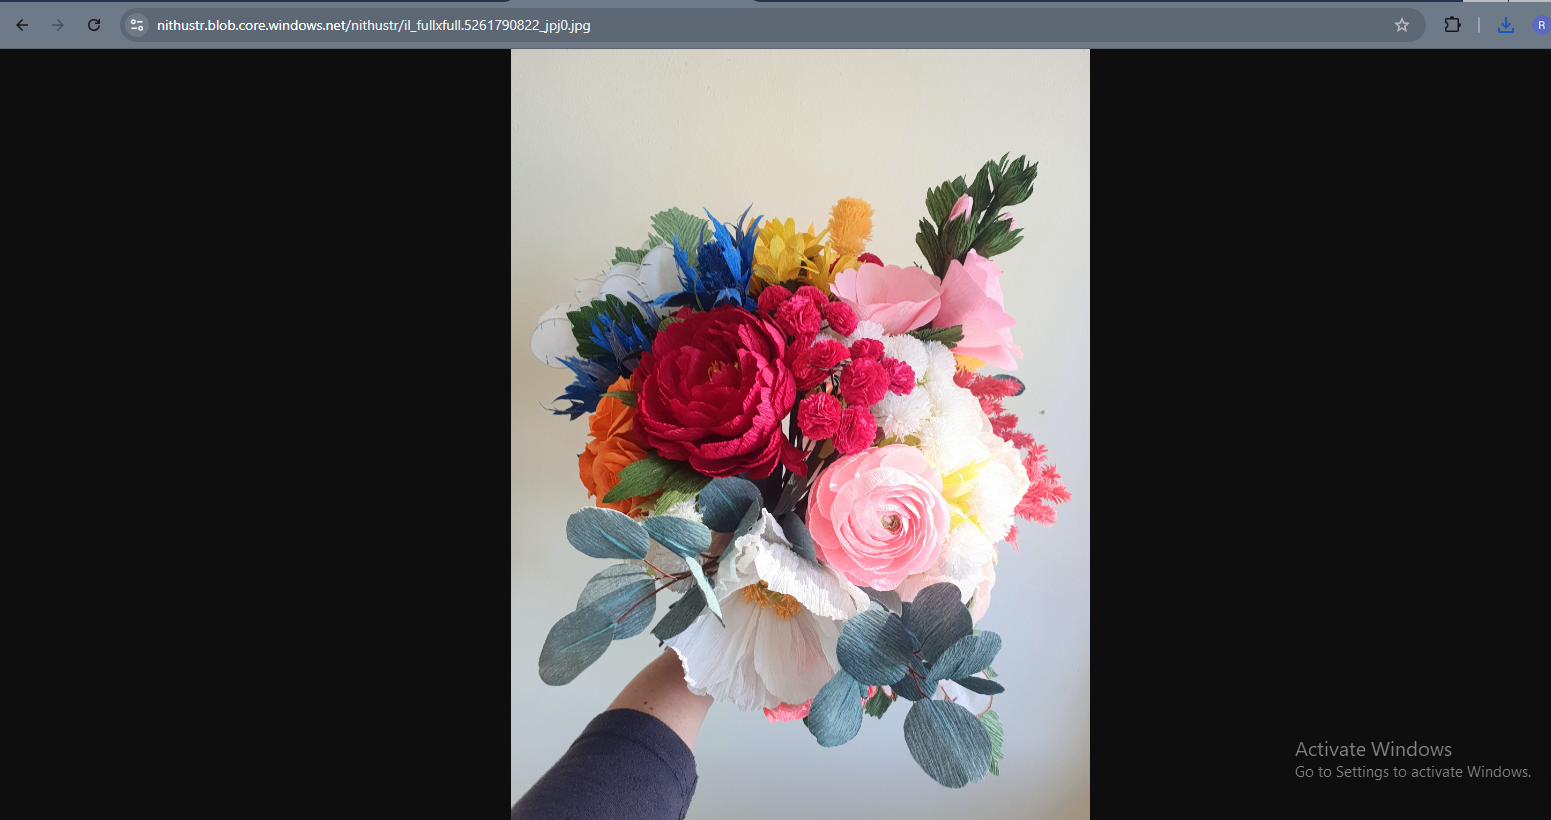 nithustr.blob.core.windows.net/nithustr/il_fullxfull.5261790822_jpj0.jpg
R
Activate Windows
Go to Settings to activate Windows.